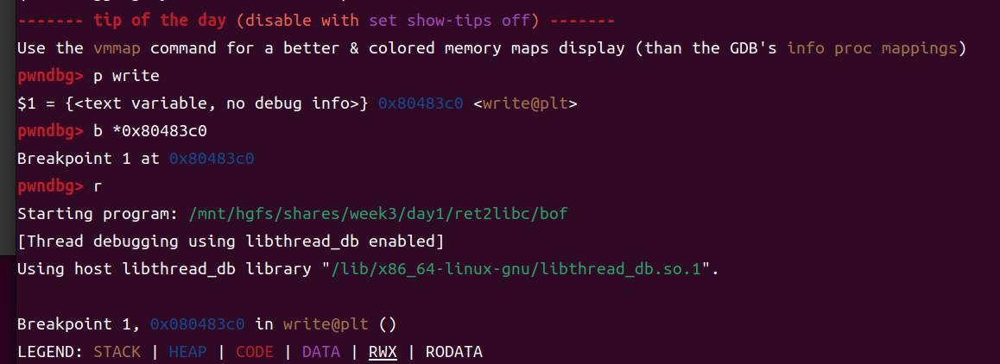 ------- tip of the day (disable with set show-tips off) -------
Use the vmmap command for a better & colored memory maps display (than the GDB's info proc mappings)
pwndbg> p write
$1 = {<text variable, no debug info>} 0x80483c0 <write@plt>
pwndbg> b *0x80483c0
Breakpoint 1 at 0x80483c0
pwndbg> r
Starting program: /mnt/hgfs/shares/week3/day1/ret2libc/bof
[Thread debugging using libthread_db enabled]
Using host libthread_db library "/lib/x86_64-linux-gnu/libthread_db.so.1".
Breakpoint 1, 0x080483c0 in write@plt ()
LEGEND: STACK | HEAP | CODE | DATA | RWX | RODATA